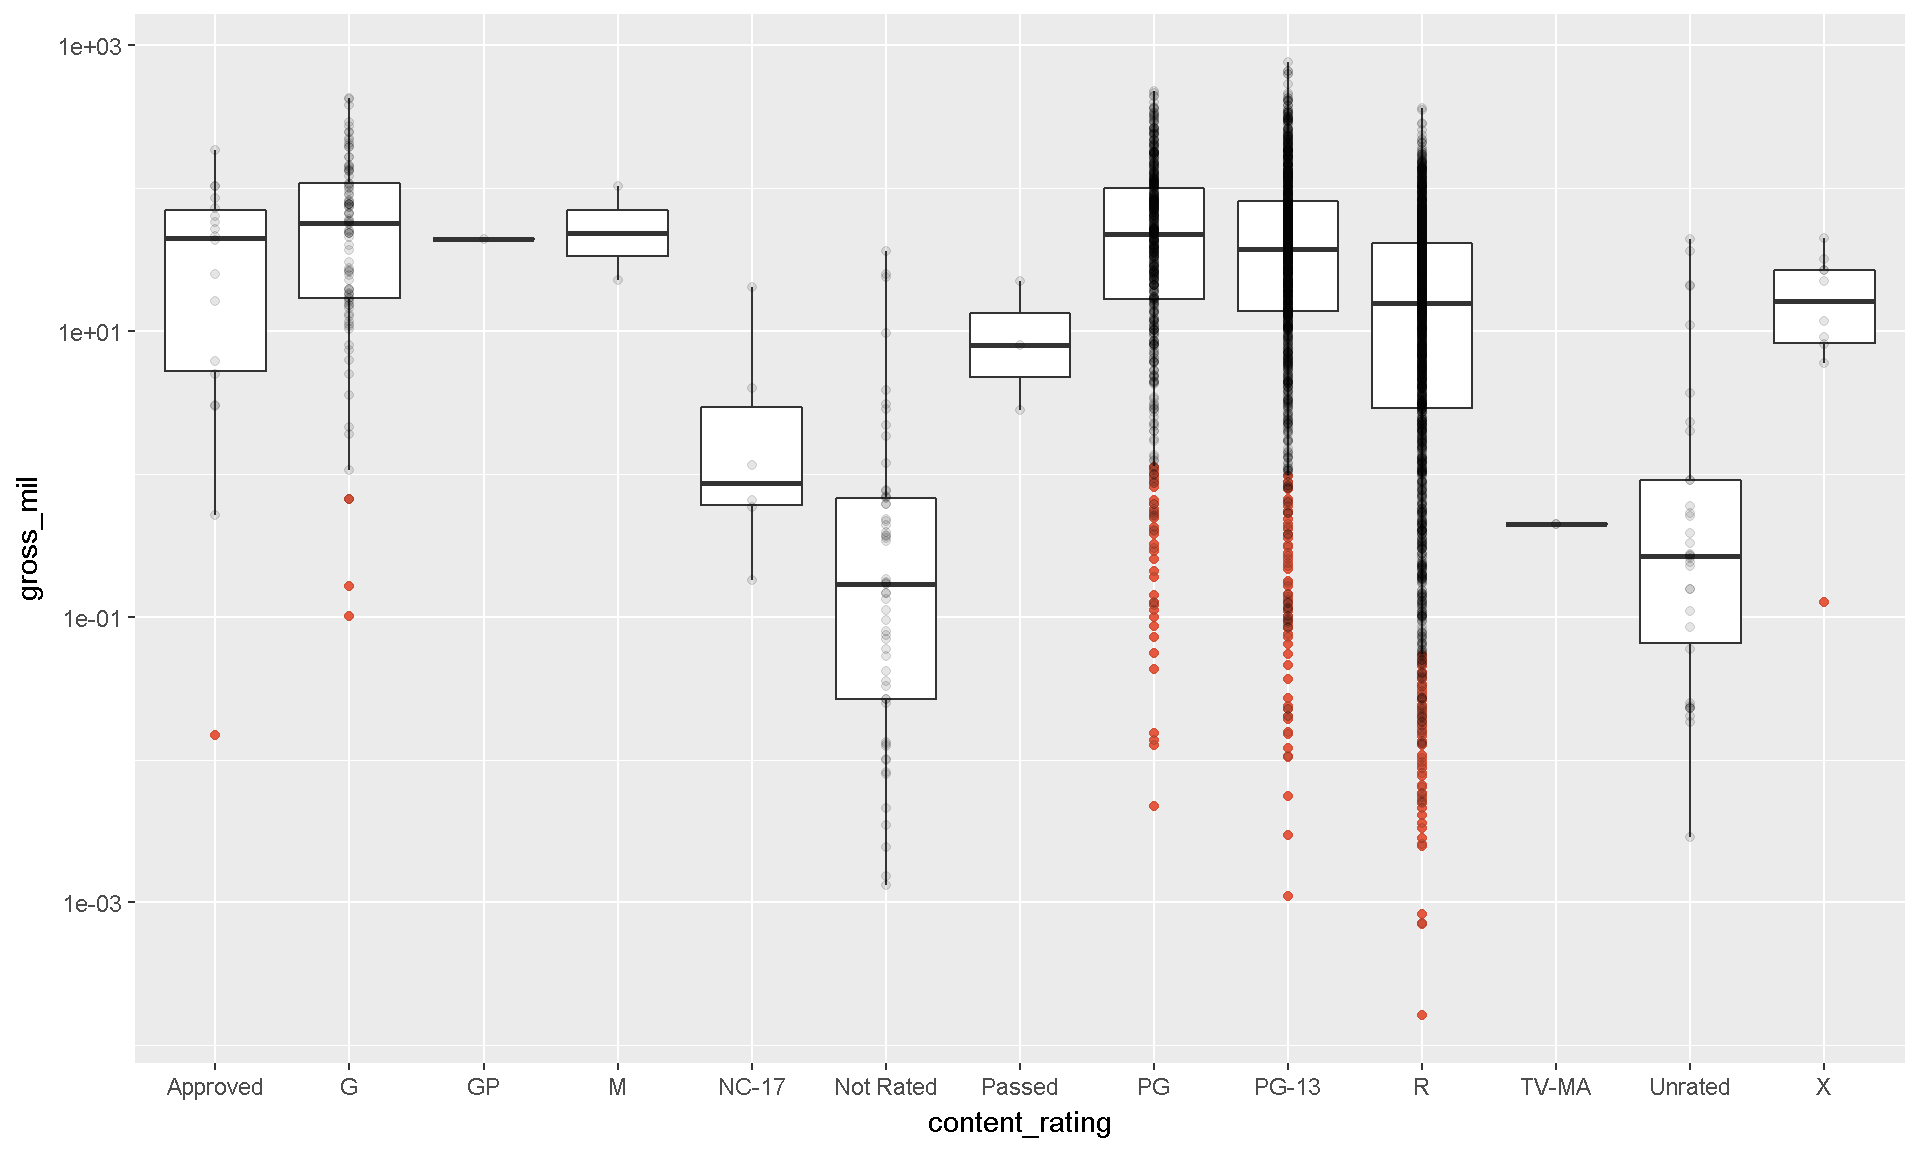 gross_mil
1e+03
1e+01
1e-01
1e-03
Approved G GP M NC-17 Not Rated Passed PG PG-13 R TV-MA Unrated X
content_rating